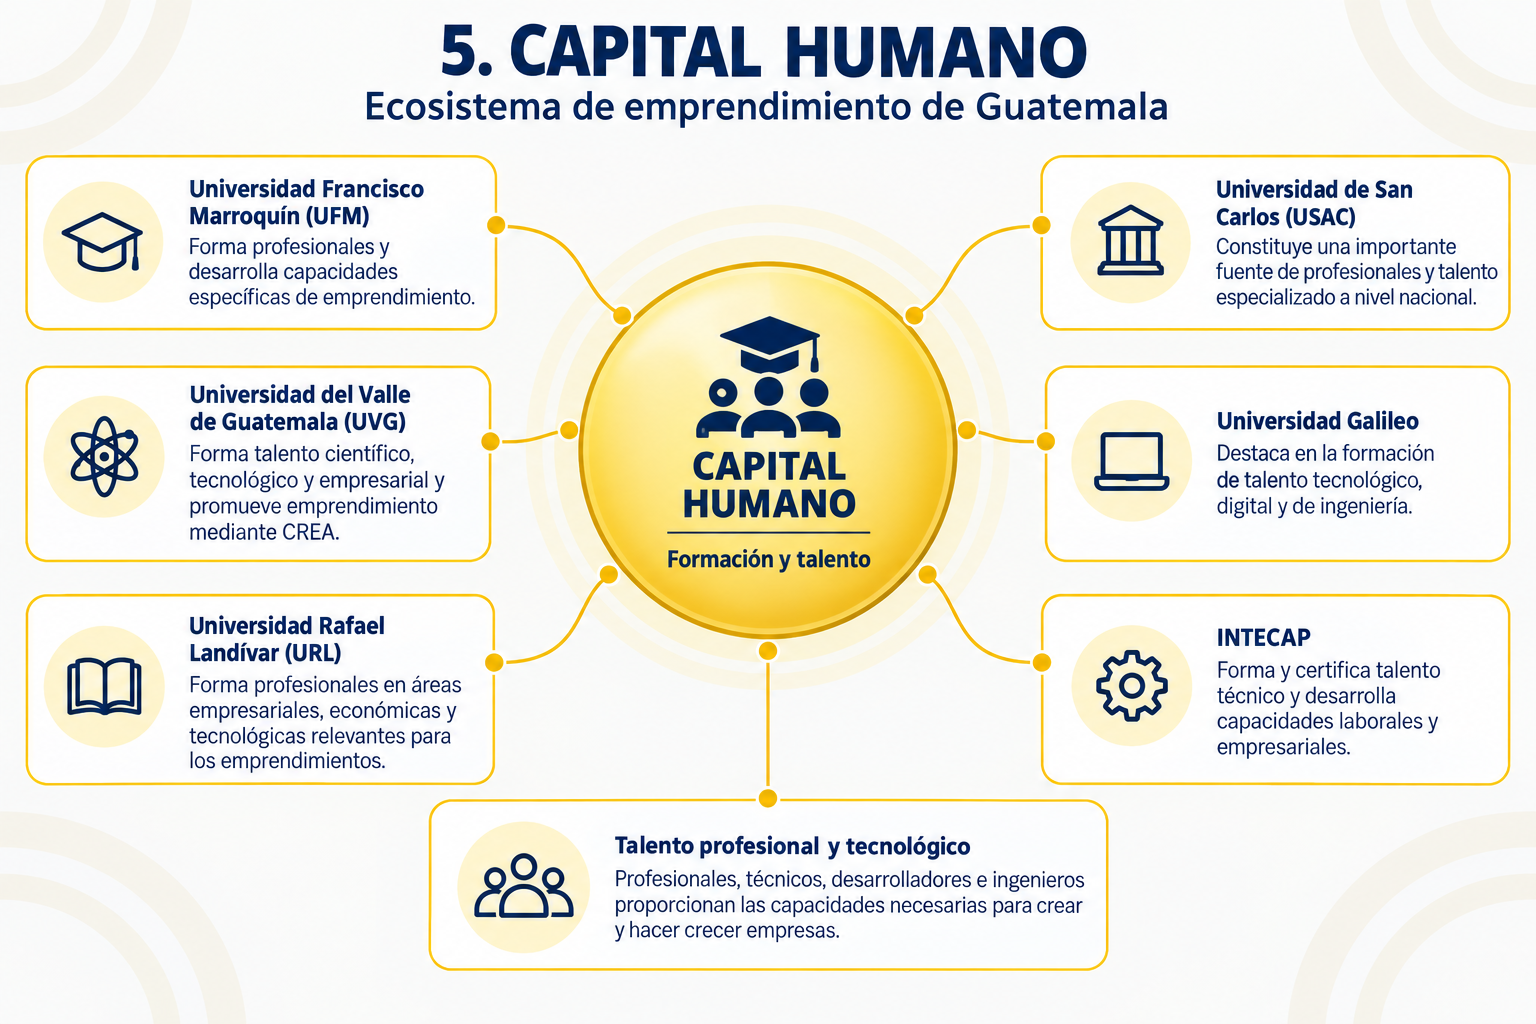 5. CAPITAL HUMANO
Ecosistema de emprendimiento de Guatemala
Universidad Francisco
Marroquín (UFM)
Forma profesionales y
desarrolla capacidades
específicas de emprendimiento.
Universidad del Valle
de Guatemala (UVG)
Forma talento científico,
tecnológico y empresarial y
promueve emprendimiento
mediante CREA.
Universidad Rafael
Landívar (URL)
Forma profesionales en áreas
empresariales, económicas y
tecnológicas relevantes para
los emprendimientos.
CAPITAL
HUMANO
Formación y talento
Universidad de San
Carlos (USAC)
Constituye una importante
fuente de profesionales y talento
especializado a nivel nacional.
Universidad Galileo
Destaca en la formación
de talento tecnológico,
digital y de ingeniería.
INTECAP
Forma y certifica talento
técnico y desarrolla
capacidades laborales y
empresariales.
Talento profesional y tecnológico
Profesionales, técnicos, desarrolladores e ingenieros
proporcionan las capacidades necesarias para crear
y hacer crecer empresas.